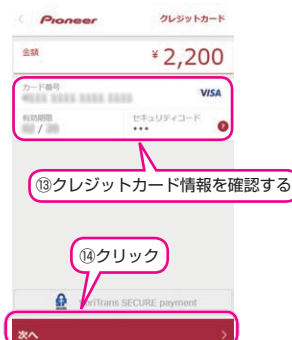 Pioneer クレジットカード
金額 ¥ 2,200
カード番号
VISA
有効期限 セキュリティコード
/ •••
⑬クレジットカード情報を確認する
⑭クリック
VeriTrans SECURE payment
次へ